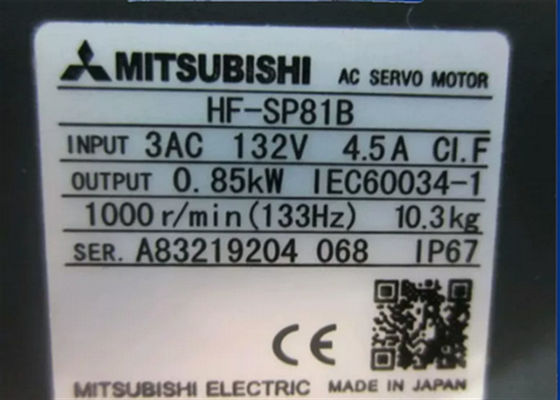 MITSUBISHI AC SERVO MOTOR
HF-SP81B
INPUT 3AC 132V 4.5A CI.F
OUTPUT 0.85kW IEC60034-1
1000r/min(133Hz) 10.3kg
SER. A83219204 068 IP67
CE
MITSUBISHI ELECTRIC MADE IN JAPAN